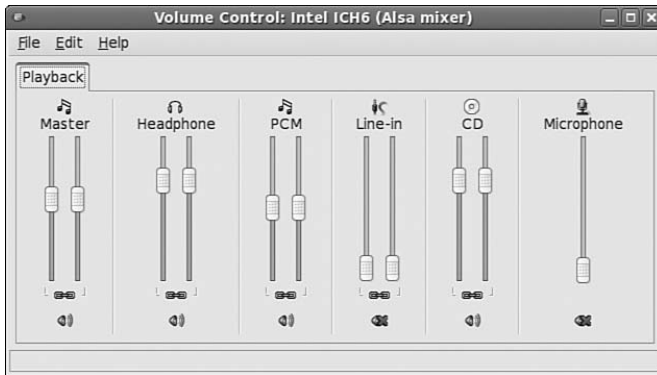 Volume Control: Intel ICH6 (Alsa mixer)
File Edit Help
Playback
Master Headphone PCM Line-in CD Microphone